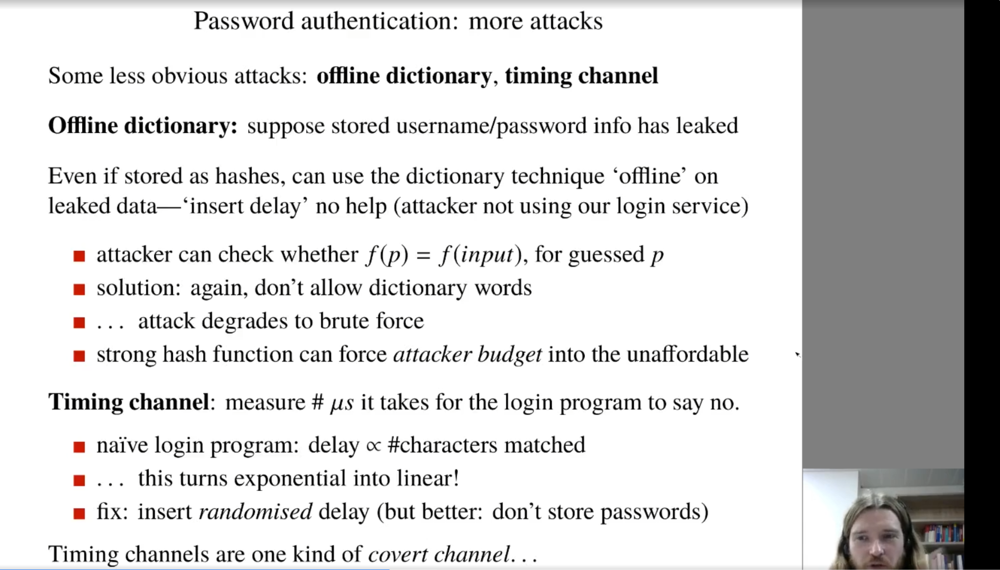 Password authentication: more attacks
Some less obvious attacks: offline dictionary, timing channel
Offline dictionary: suppose stored username/password info has leaked
Even if stored as hashes, can use the dictionary technique ‘offline’ on
leaked data—‘insert delay’ no help (attacker not using our login service)
■ attacker can check whether f(p) = f(input), for guessed p
■ solution: again, don’t allow dictionary words
■ . . . attack degrades to brute force
■ strong hash function can force attacker budget into the unaffordable
Timing channel: measure # μs it takes for the login program to say no.
■ naïve login program: delay ∝ #characters matched
■ . . . this turns exponential into linear!
■ fix: insert randomised delay (but better: don’t store passwords)
Timing channels are one kind of covert channel. . .